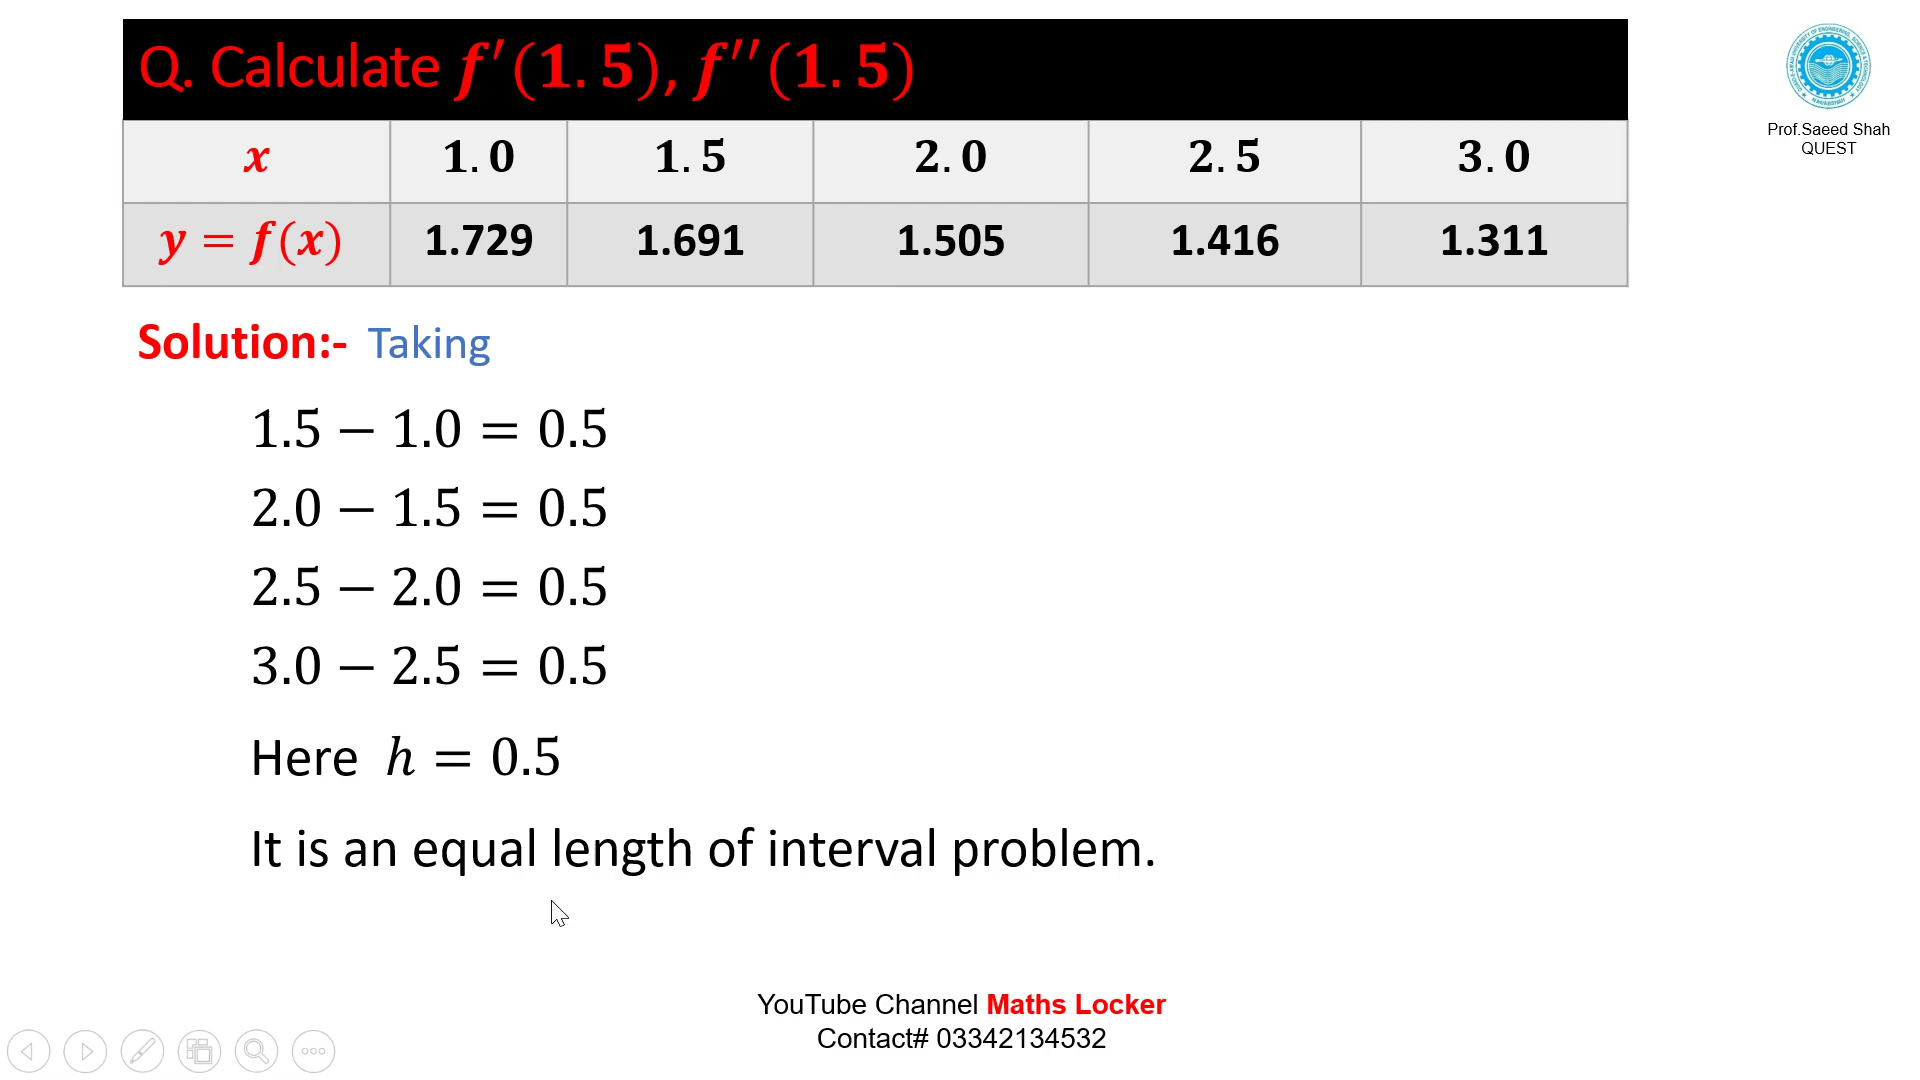 Q. Calculate f′(1.5), f″(1.5)
x 1.0 1.5 2.0 2.5 3.0
y = f(x) 1.729 1.691 1.505 1.416 1.311
Prof.Saeed Shah
QUEST
Solution:- Taking
1.5 − 1.0 = 0.5
2.0 − 1.5 = 0.5
2.5 − 2.0 = 0.5
3.0 − 2.5 = 0.5
Here h = 0.5
It is an equal length of interval problem.
YouTube Channel Maths Locker
Contact# 03342134532